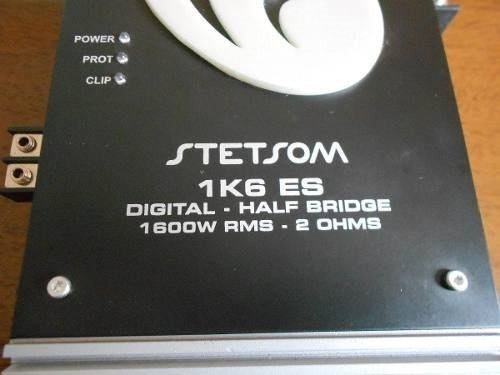 POWER
PROT
CLIP
STETSOM
1K6 ES
DIGITAL - HALF BRIDGE
1600W RMS - 2 OHMS